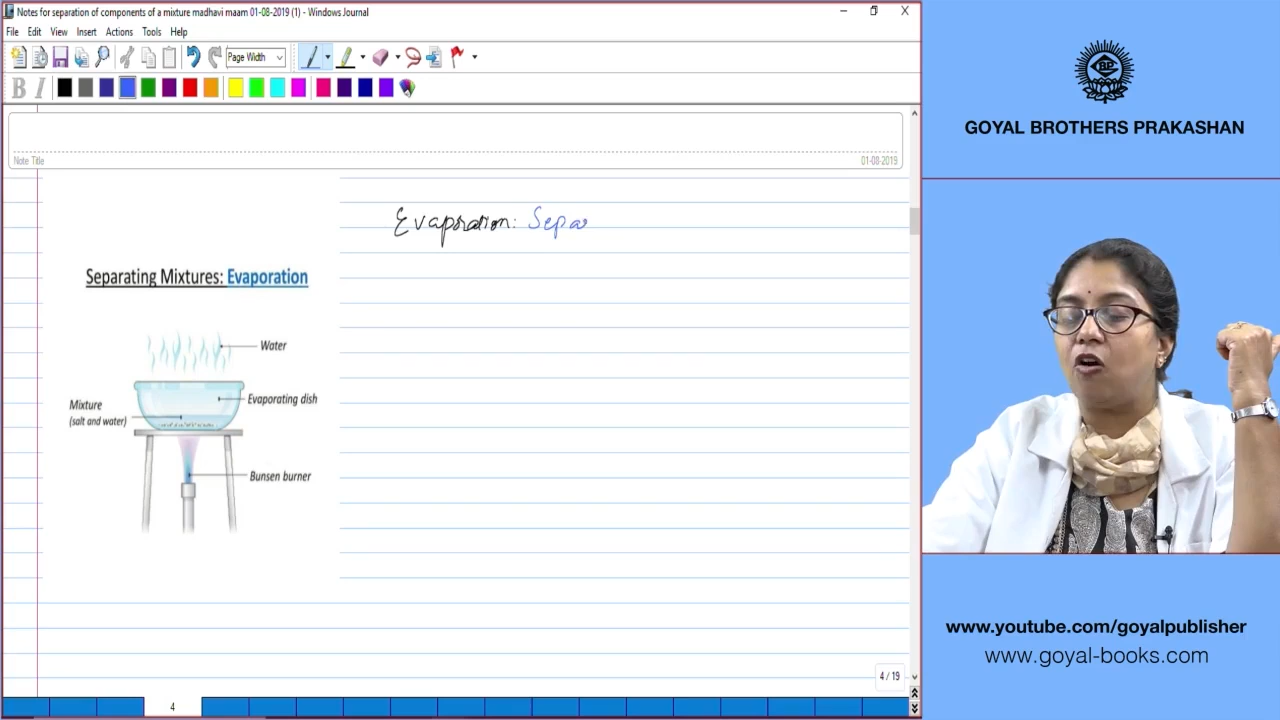 Notes for separation of components of a mixture madhavi maam 01-08-2019 (1) - Windows Journal
File Edit View Insert Actions Tools Help
Page Width
B I
Note Title
01-08-2019
Evaporation: Separ
Separating Mixtures: Evaporation
Water
Evaporating dish
Mixture
(salt and water)
Bunsen burner
4 / 19
4
GBP
GOYAL BROTHERS PRAKASHAN
www.youtube.com/goyalpublisher
www.goyal-books.com